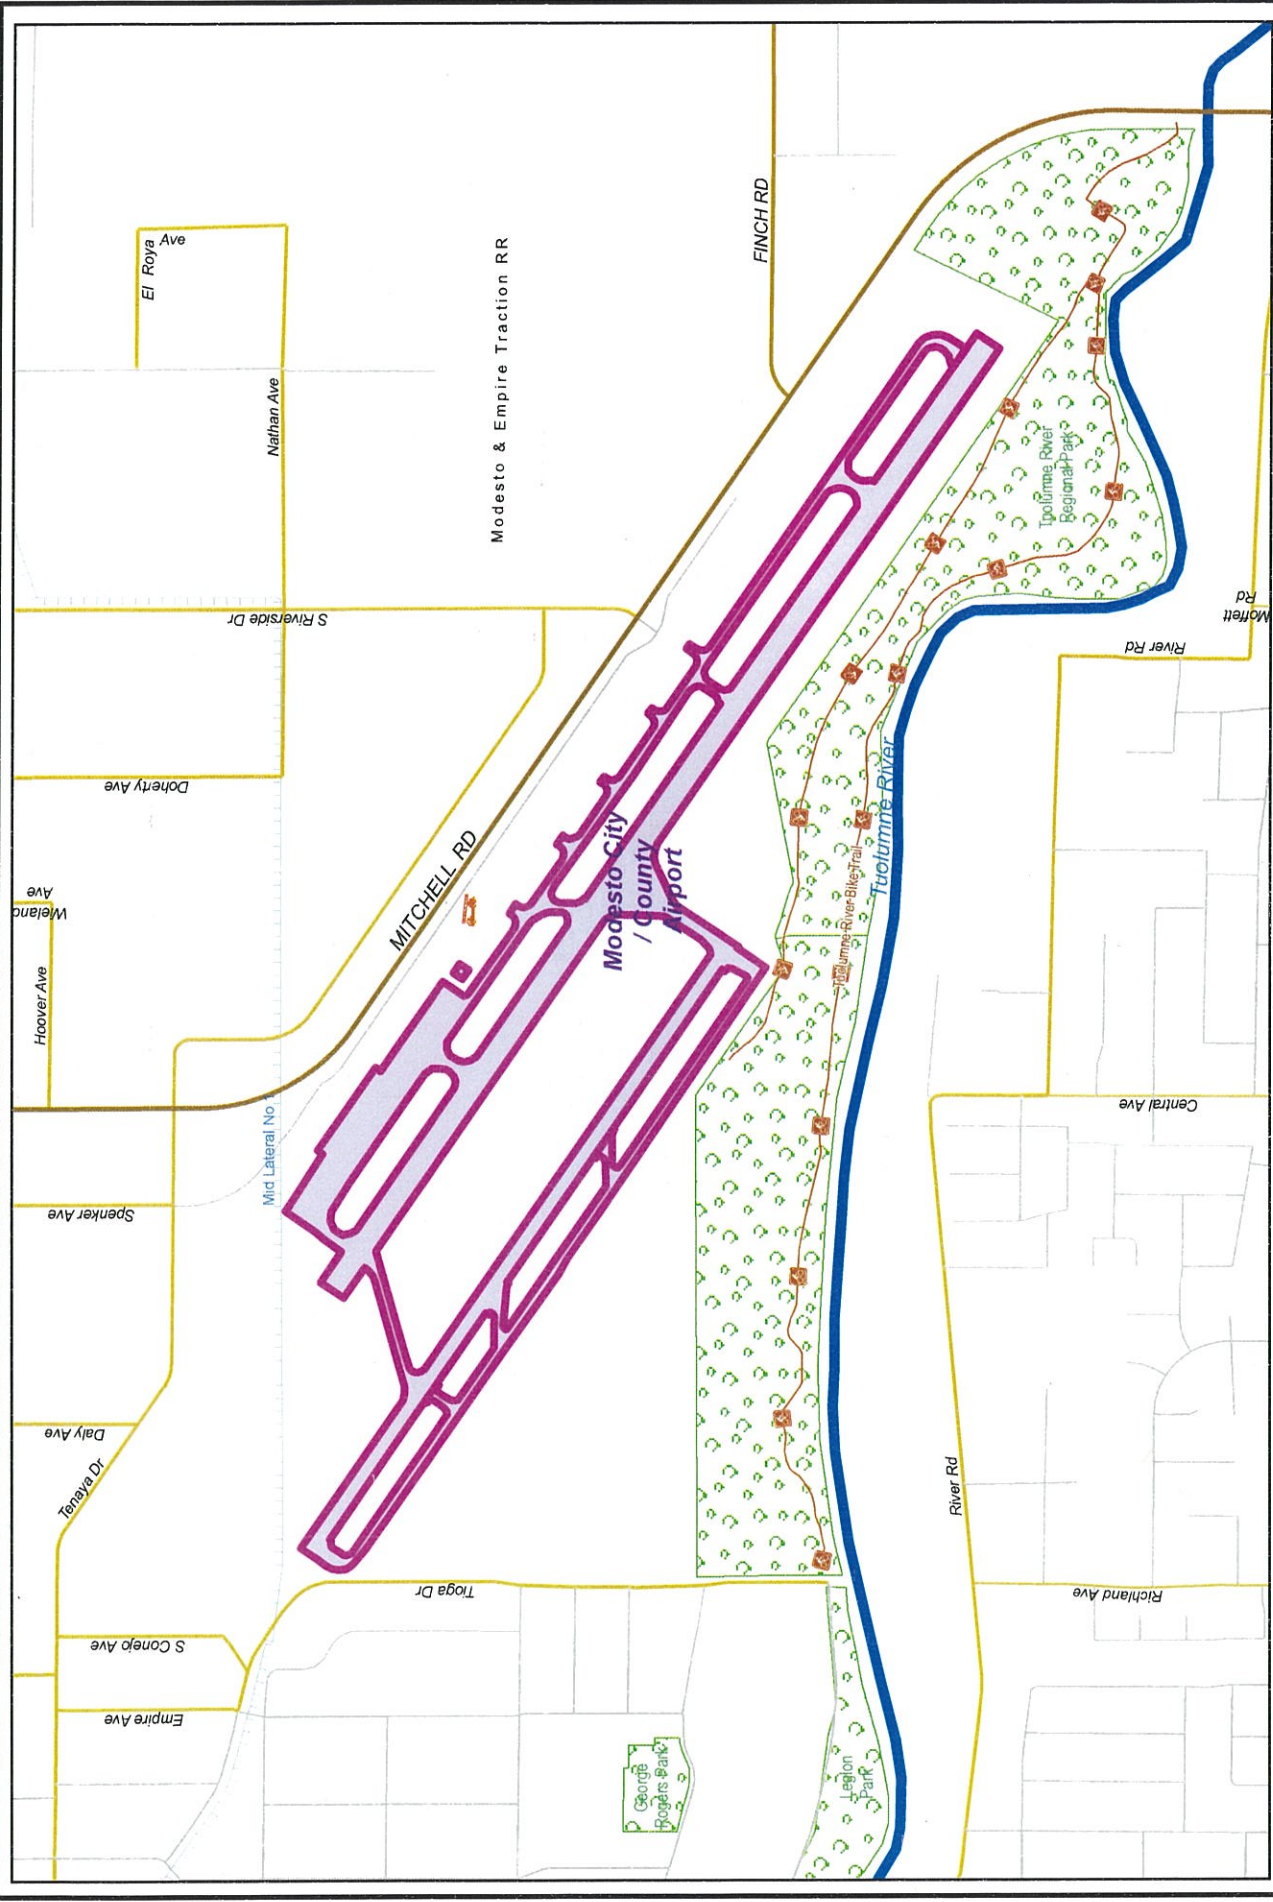 Wieland
Ave
Hoover Ave
Doherty Ave
El Roya
Ave
Nathan Ave
S Riverside Dr
Modesto & Empire Traction RR
FINCH RD
MITCHELL RD
Mid Lateral No 1
Spenker Ave
Daly Ave
Tenaya Dr
S Conejo Ave
Empire Ave
Tioga Dr
Modesto City
/ County
Airport
Tuolumne River
Regional Park
Tuolumne River Bike Trail
Tuolumne River
George
Rogers Park
Legion
Park
River Rd
Moffett
Rd
Central Ave
River Rd
Richland Ave